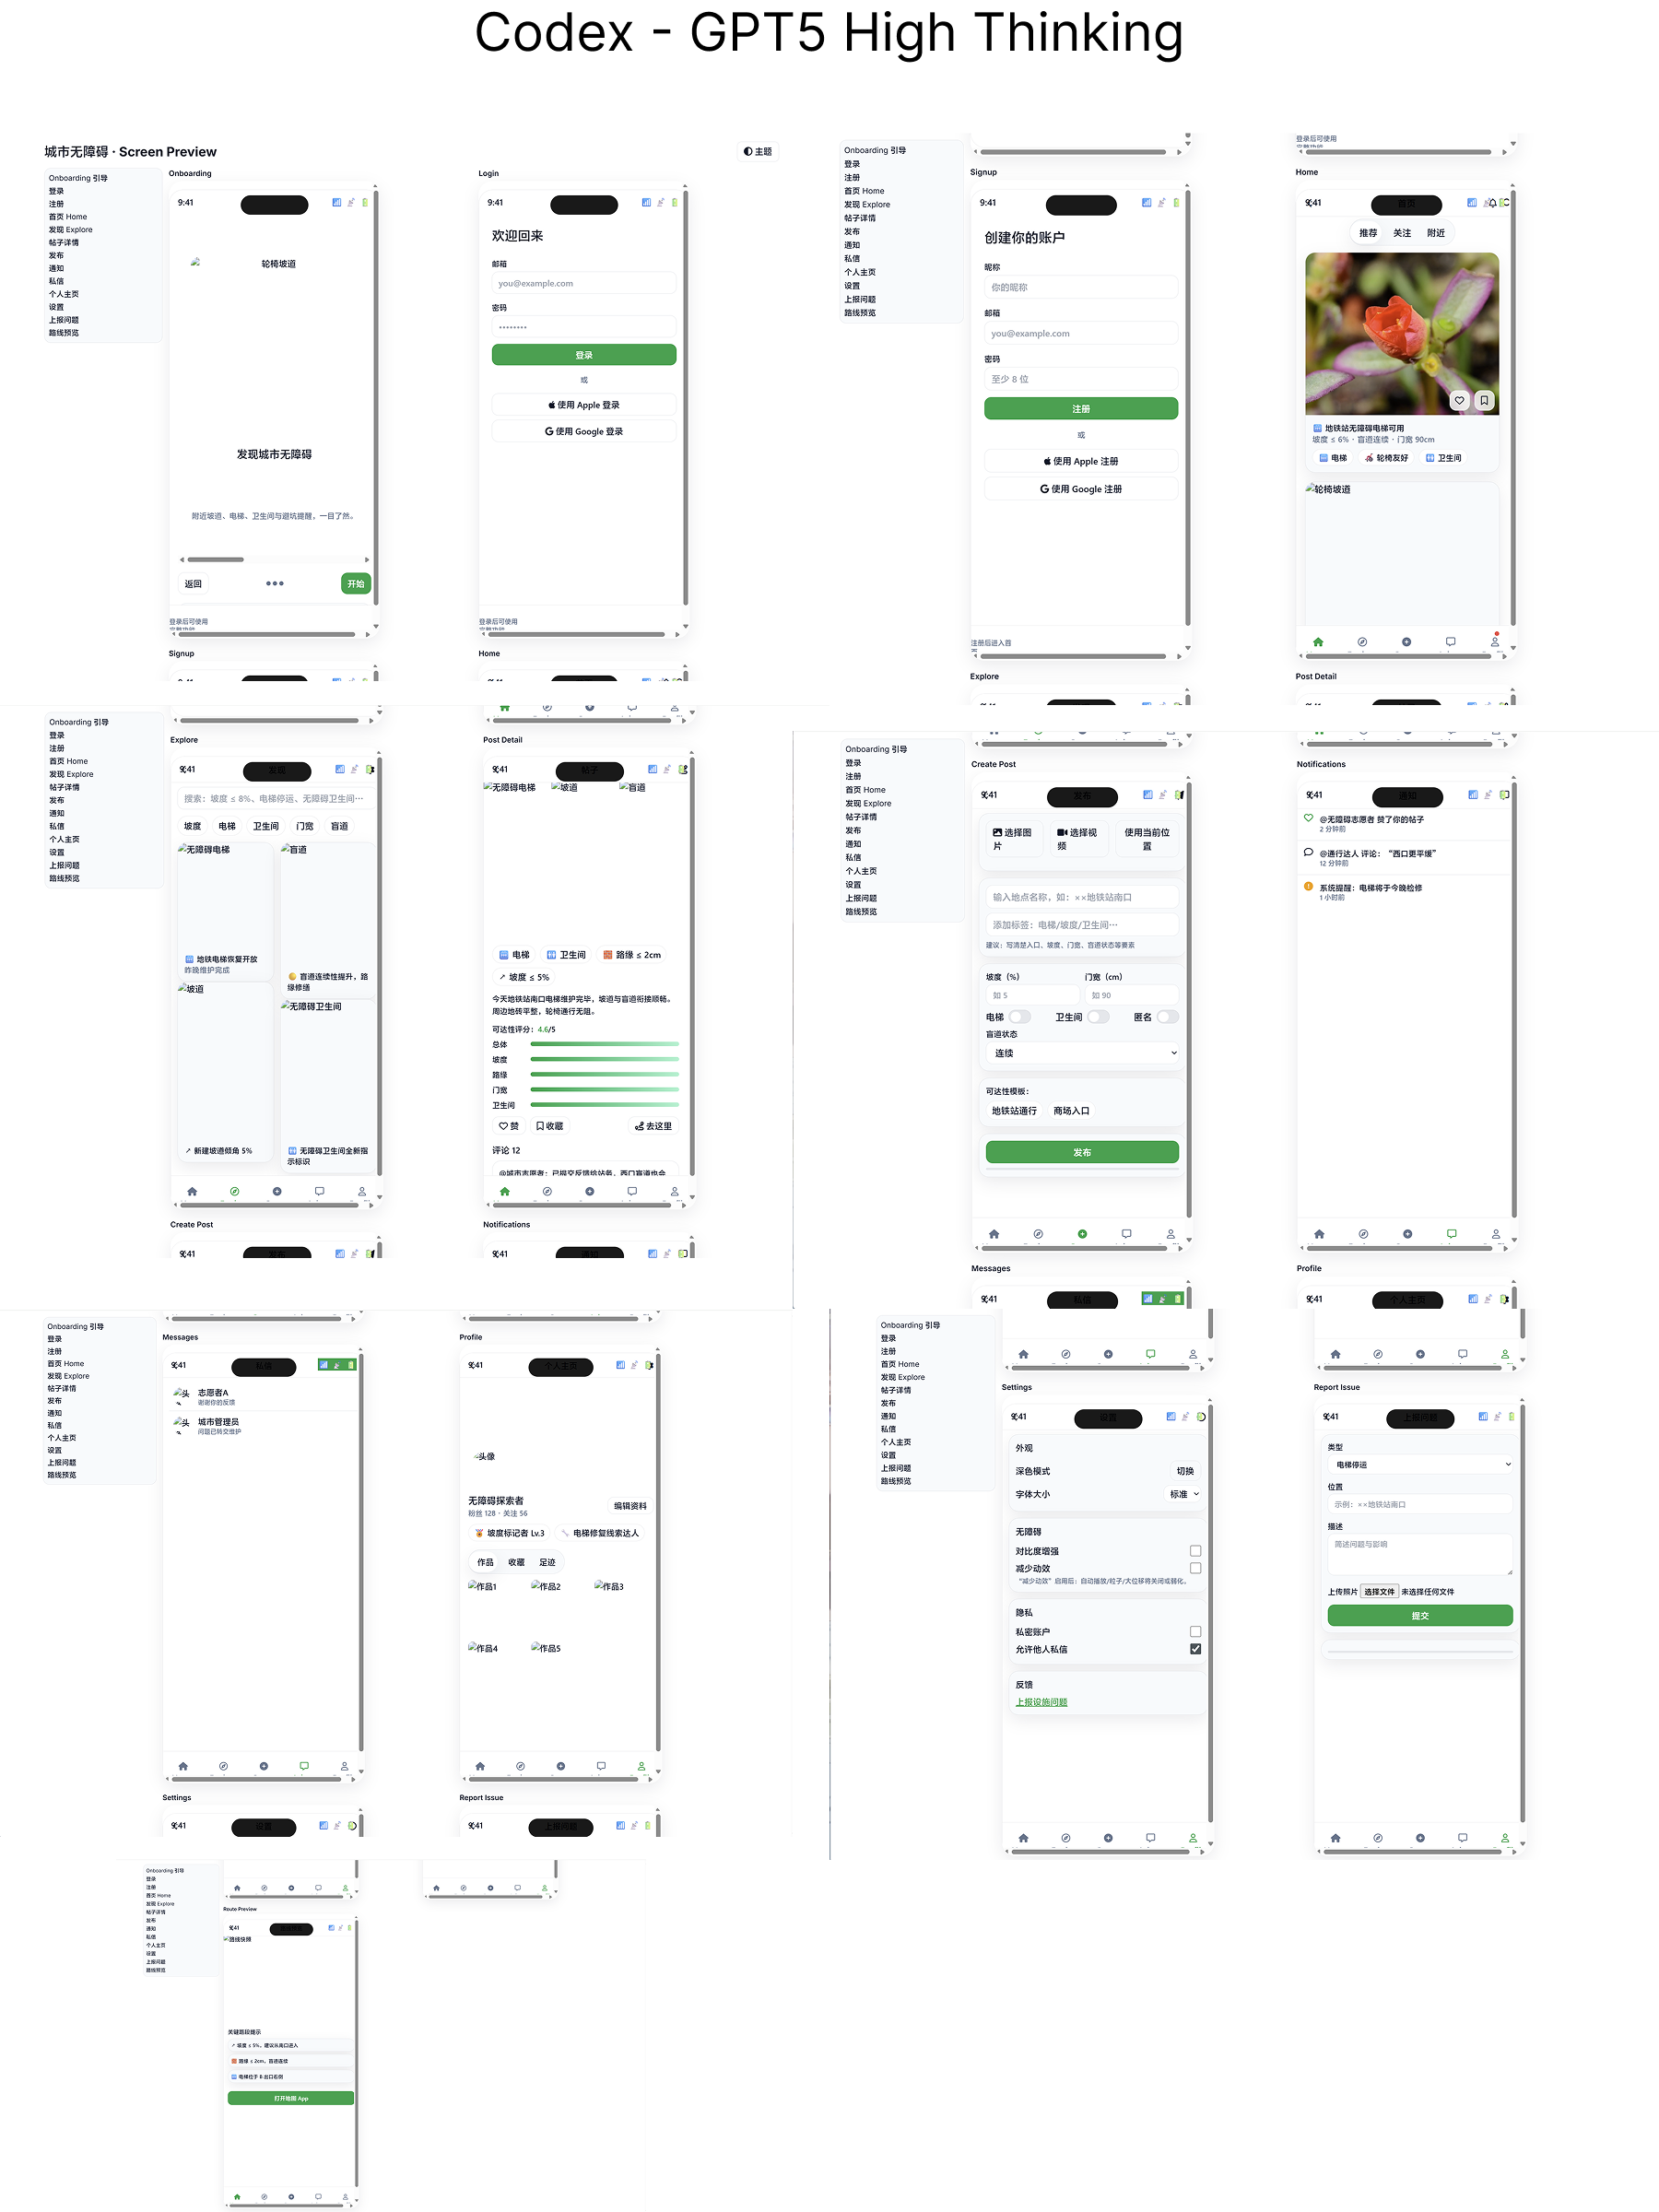 Codex - GPT5 High Thinking
城市无障碍 · Screen Preview
主题
Onboarding 引导
登录
注册
首页 Home
发现 Explore
帖子详情
发布
通知
私信
个人主页
设置
上报问题
路线预览
Onboarding
9:41
轮椅坡道
发现城市无障碍
附近坡道、电梯、卫生间与避坑提醒，一目了然。
返回
开始
登录后可使用
Login
9:41
欢迎回来
邮箱
you@example.com
密码
登录
或
使用 Apple 登录
使用 Google 登录
登录后可使用
Signup
Home
Onboarding 引导
登录
注册
首页 Home
发现 Explore
帖子详情
发布
通知
私信
个人主页
设置
上报问题
路线预览
登录后可使用
Signup
9:41
创建你的账户
昵称
你的昵称
邮箱
you@example.com
密码
至少 8 位
注册
或
使用 Apple 注册
使用 Google 注册
注册后进入首
Home
9:41
首页
推荐 关注 附近
地铁站无障碍电梯可用
坡度 ≤ 6% · 盲道连续 · 门宽 90cm
电梯 轮椅友好 卫生间
轮椅坡道
Explore
Post Detail
Onboarding 引导
登录
注册
首页 Home
发现 Explore
帖子详情
发布
通知
私信
个人主页
设置
上报问题
路线预览
Explore
9:41
发现
搜索：坡度 ≤ 8%、电梯停运、无障碍卫生间…
坡度 电梯 卫生间 门宽 盲道
无障碍电梯
地铁电梯恢复开放
昨晚维护完成
盲道
盲道连续性提升，路
缘修缮
坡道
新建坡道倾角 5%
无障碍卫生间
无障碍卫生间全新指
示标识
Post Detail
9:41
帖子
无障碍电梯 坡道 盲道
电梯 卫生间 路缘 ≤ 2cm
坡度 ≤ 5%
今天地铁站南口电梯维护完毕，坡道与盲道衔接顺畅。
周边地砖平整，轮椅通行无阻。
可达性评分：4.6/5
总体
坡度
路缘
门宽
卫生间
赞 收藏 去这里
评论 12
@城市志愿者：已提交反馈给站务，西口盲道也会
Create Post
9:41
发布
Notifications
9:41
通知
Onboarding 引导
登录
注册
首页 Home
发现 Explore
帖子详情
发布
通知
私信
个人主页
设置
上报问题
路线预览
Create Post
9:41
发布
选择图
片
选择视
频
使用当前位
置
输入地点名称，如：××地铁站南口
添加标签：电梯/坡度/卫生间…
建议：写清楚入口、坡度、门宽、盲道状态等要素
坡度（%） 门宽（cm）
如 5 如 90
电梯 卫生间 匿名
盲道状态
连续
可达性模板：
地铁站通行 商场入口
发布
Notifications
9:41
通知
@无障碍志愿者 赞了你的帖子
2 分钟前
@通行达人 评论：“西口更平缓”
12 分钟前
系统提醒：电梯将于今晚检修
1 小时前
Messages
9:41
私信
Profile
9:41
个人主页
Onboarding 引导
登录
注册
首页 Home
发现 Explore
帖子详情
发布
通知
私信
个人主页
设置
上报问题
路线预览
Messages
9:41
私信
头
志愿者A
谢谢你的反馈
头
城市管理员
问题已转交维护
Profile
9:41
个人主页
头像
无障碍探索者
粉丝 128 · 关注 56
编辑资料
坡度标记者 Lv.3 电梯修复线索达人
作品 收藏 足迹
作品1 作品2 作品3
作品4 作品5
Settings
9:41
设置
Report Issue
9:41
上报问题
Onboarding 引导
登录
注册
首页 Home
发现 Explore
帖子详情
发布
通知
私信
个人主页
设置
上报问题
路线预览
Settings
9:41
设置
外观
深色模式 切换
字体大小 标准
无障碍
对比度增强
减少动效
“减少动效”启用后：自动播放/粒子/大位移将关闭或弱化。
隐私
私密账户
允许他人私信
反馈
上报设施问题
Report Issue
9:41
上报问题
类型
电梯停运
位置
示例：××地铁站南口
描述
简述问题与影响
上传照片 选择文件 未选择任何文件
提交
Onboarding 引导
登录
注册
首页 Home
发现 Explore
帖子详情
发布
通知
私信
个人主页
设置
上报问题
路线预览
Route Preview
9:41
路线快照
关键路段提示
坡度 ≤ 5%，建议从南口进入
路缘 ≤ 2cm，盲道连续
电梯位于 B 出口右侧
打开地图 App